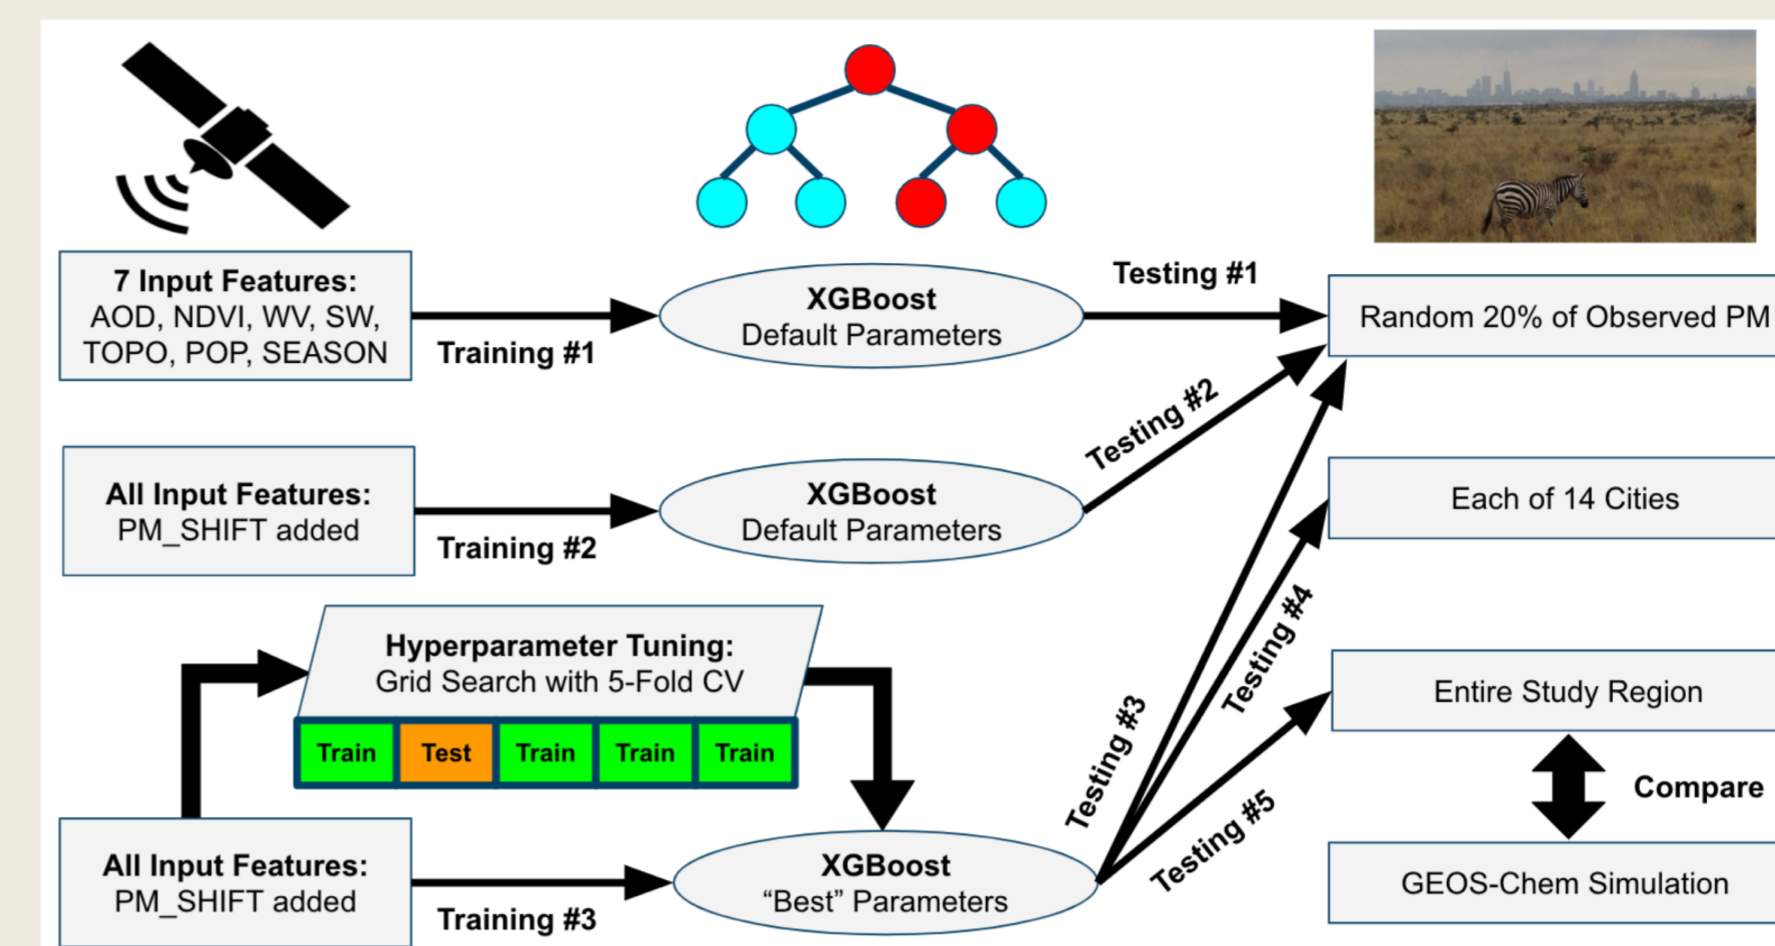 7 Input Features:
AOD, NDVI, WV, SW,
TOPO, POP, SEASON
Training #1
XGBoost
Default Parameters
Testing #1
Random 20% of Observed PM
All Input Features:
PM_SHIFT added
Training #2
XGBoost
Default Parameters
Testing #2
Each of 14 Cities
Hyperparameter Tuning:
Grid Search with 5-Fold CV
Train
Test
Train
Train
Train
All Input Features:
PM_SHIFT added
Training #3
XGBoost
“Best” Parameters
Testing #3
Testing #4
Testing #5
Entire Study Region
Compare
GEOS-Chem Simulation